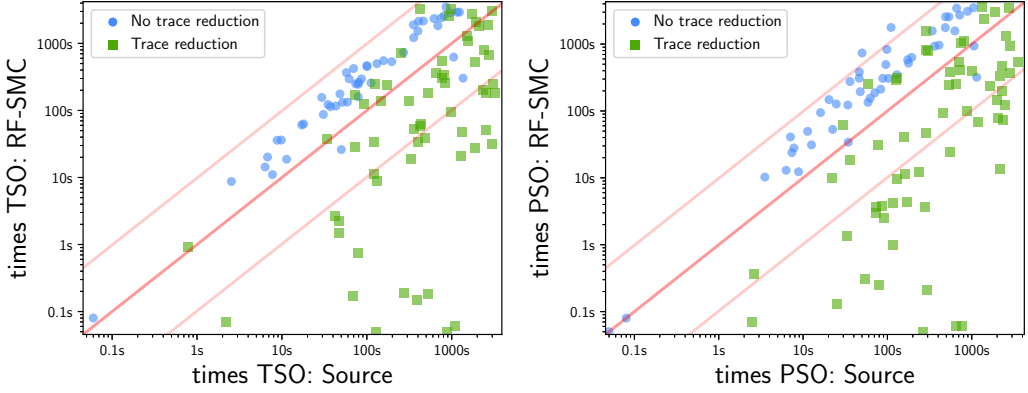 No trace reduction
Trace reduction
1000s
100s
10s
1s
0.1s
times TSO: RF-SMC
0.1s 1s 10s 100s 1000s
times TSO: Source
No trace reduction
Trace reduction
1000s
100s
10s
1s
0.1s
times PSO: RF-SMC
0.1s 1s 10s 100s 1000s
times PSO: Source